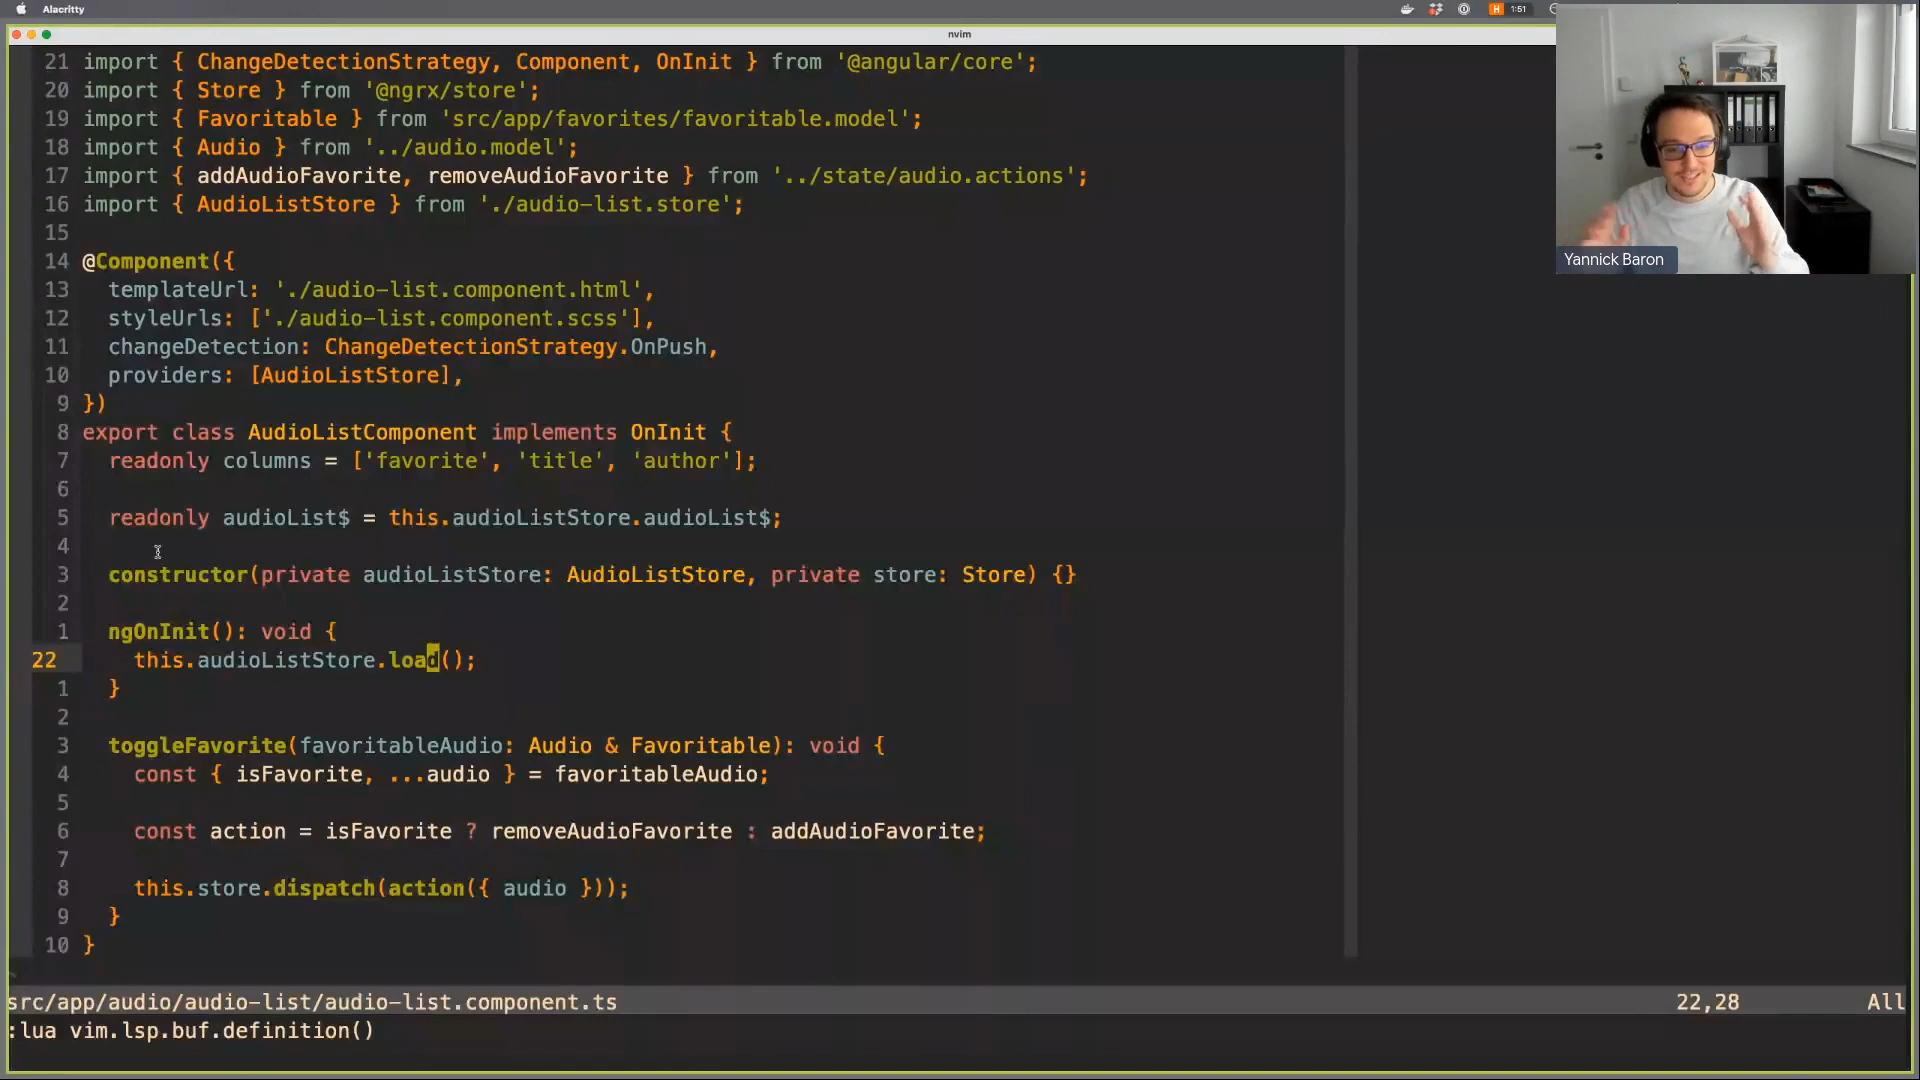 Alacritty
H 1:51
nvim
21 import { ChangeDetectionStrategy, Component, OnInit } from '@angular/core';
20 import { Store } from '@ngrx/store';
19 import { Favoritable } from 'src/app/favorites/favoritable.model';
18 import { Audio } from '../audio.model';
17 import { addAudioFavorite, removeAudioFavorite } from '../state/audio.actions';
16 import { AudioListStore } from './audio-list.store';
15
14 @Component({
13   templateUrl: './audio-list.component.html',
12   styleUrls: ['./audio-list.component.scss'],
11   changeDetection: ChangeDetectionStrategy.OnPush,
10   providers: [AudioListStore],
9 })
8 export class AudioListComponent implements OnInit {
7   readonly columns = ['favorite', 'title', 'author'];
6
5   readonly audioList$ = this.audioListStore.audioList$;
4
3   constructor(private audioListStore: AudioListStore, private store: Store) {}
2
1   ngOnInit(): void {
22     this.audioListStore.load();
1   }
2
3   toggleFavorite(favoritableAudio: Audio & Favoritable): void {
4     const { isFavorite, ...audio } = favoritableAudio;
5
6     const action = isFavorite ? removeAudioFavorite : addAudioFavorite;
7
8     this.store.dispatch(action({ audio }));
9   }
10 }
~
src/app/audio/audio-list/audio-list.component.ts 22,28 All
:lua vim.lsp.buf.definition()
Yannick Baron